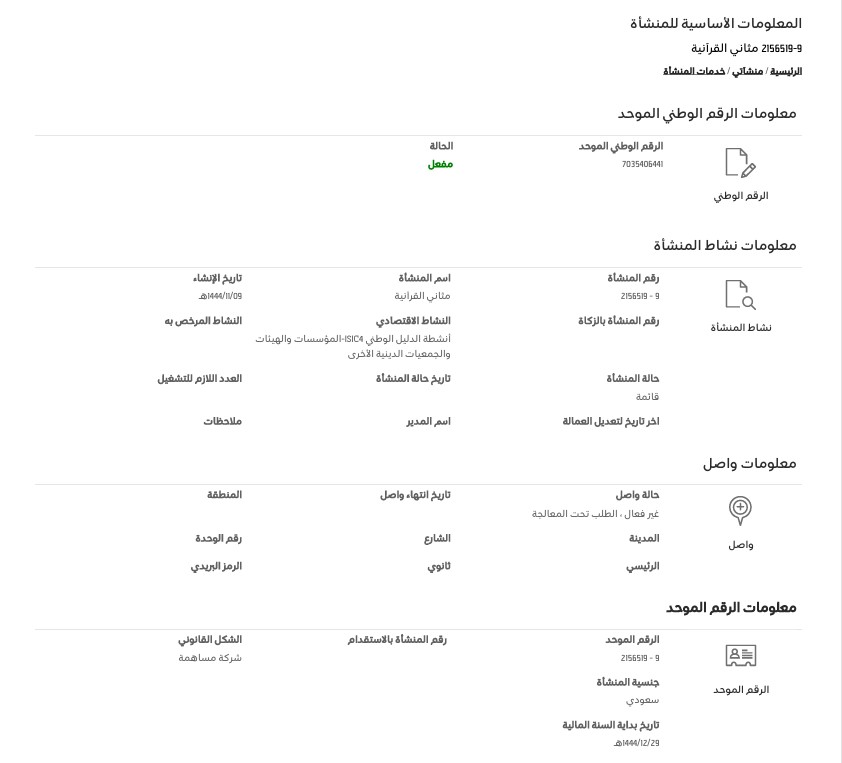 المعلومات الأساسية للمنشأة
2156519-9 مثاني القرآنية
الرئيسية / منشآتي / خدمات المنشأة
معلومات الرقم الوطني الموحد
الرقم الوطني الموحد
الحالة
7035406441
مفعل
الرقم الوطني
معلومات نشاط المنشأة
رقم المنشأة
اسم المنشأة
تاريخ الإنشاء
9 - 2156519
مثاني القرآنية
1444/11/09هـ
نشاط المنشأة
رقم المنشأة بالزكاة
النشاط الاقتصادي
النشاط المرخص به
أنشطة الدليل الوطني ISIC4-المؤسسات والهيئات
والجمعيات الدينية الأخرى
حالة المنشأة
تاريخ حالة المنشأة
العدد اللازم للتشغيل
قائمة
اخر تاريخ لتعديل العمالة
اسم المدير
ملاحظات
معلومات واصل
حالة واصل
تاريخ انتهاء واصل
المنطقة
غير فعال ، الطلب تحت المعالجة
المدينة
الشارع
رقم الوحدة
واصل
الرئيسي
ثانوي
الرمز البريدي
معلومات الرقم الموحد
الرقم الموحد
رقم المنشأة بالاستقدام
الشكل القانوني
9 - 2156519
شركة مساهمة
جنسية المنشأة
الرقم الموحد
سعودي
تاريخ بداية السنة المالية
1444/12/29هـ